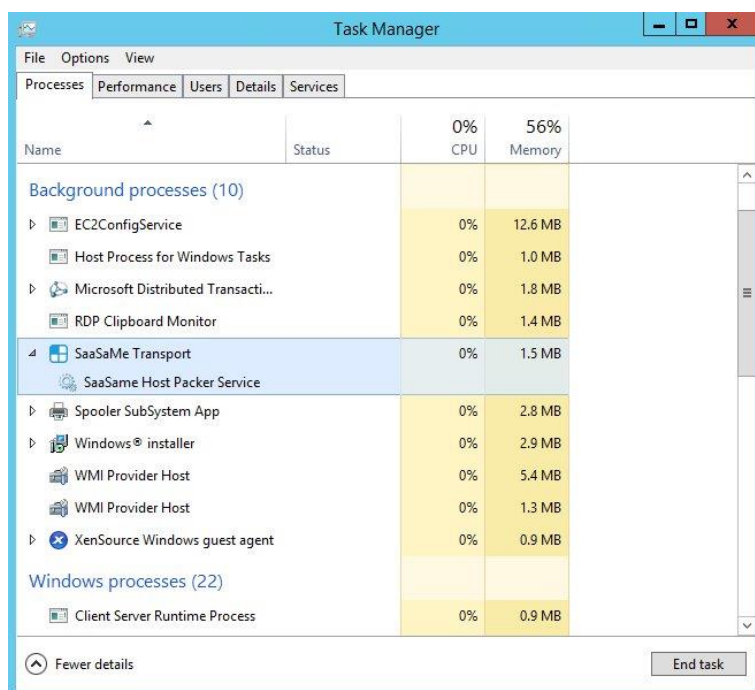 Task Manager
File Options View
Processes Performance Users Details Services
0% 56%
Name Status CPU Memory
Background processes (10)
EC2ConfigService 0% 12.6 MB
Host Process for Windows Tasks 0% 1.0 MB
Microsoft Distributed Transacti... 0% 1.8 MB
RDP Clipboard Monitor 0% 1.4 MB
SaaSaMe Transport 0% 1.5 MB
SaaSame Host Packer Service
Spooler SubSystem App 0% 2.8 MB
Windows® installer 0% 2.9 MB
WMI Provider Host 0% 5.4 MB
WMI Provider Host 0% 1.3 MB
XenSource Windows guest agent 0% 0.9 MB
Windows processes (22)
Client Server Runtime Process 0% 0.9 MB
Fewer details End task